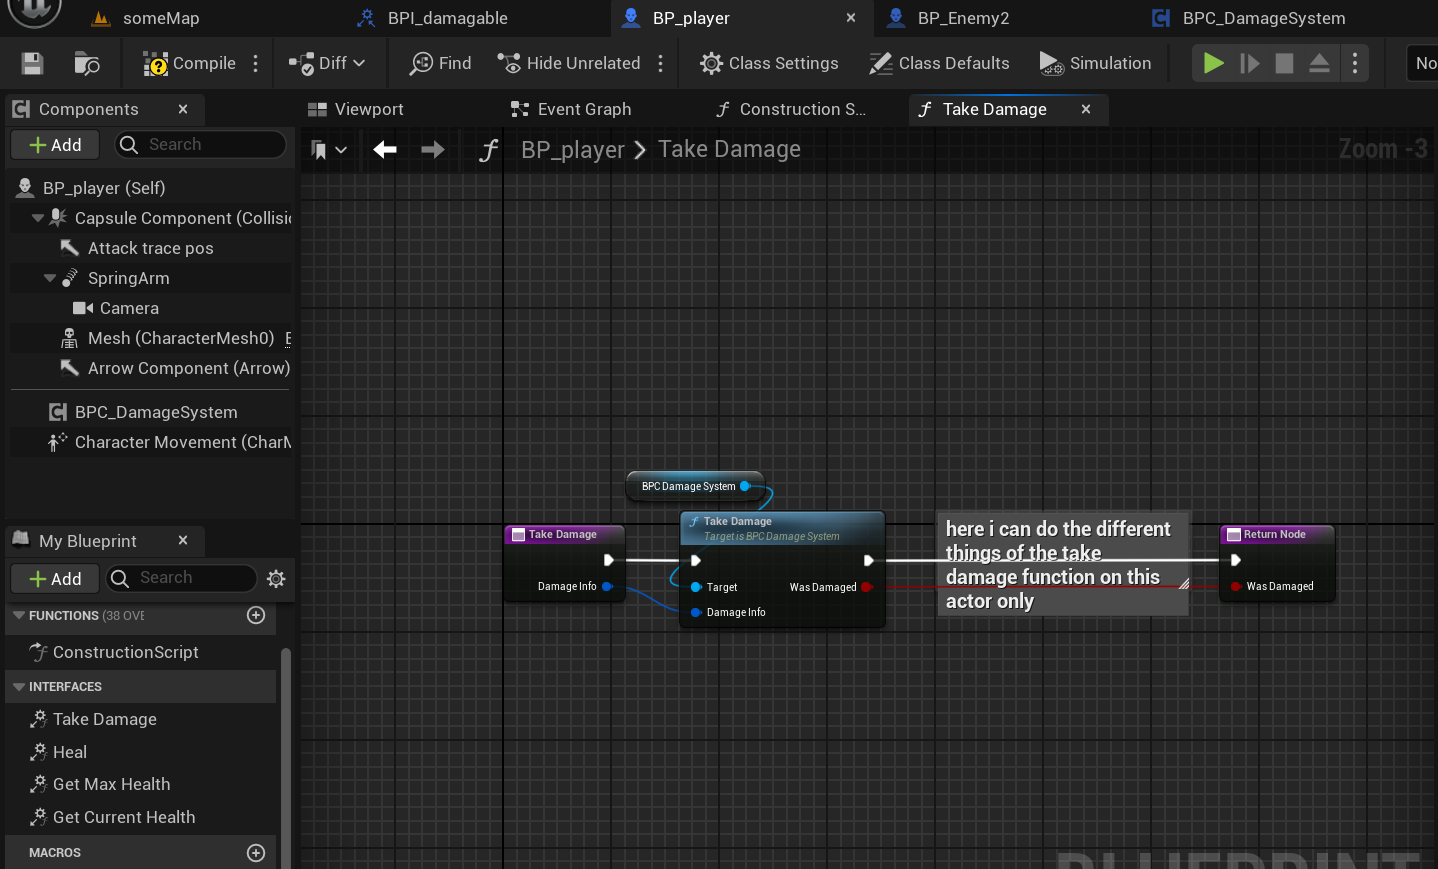 someMap
BPI_damagable
BP_player
BP_Enemy2
BPC_DamageSystem
Compile
Diff
Find
Hide Unrelated
Class Settings
Class Defaults
Simulation
No
Components
Viewport
Event Graph
Construction S...
Take Damage
Add
Search
BP_player
Take Damage
Zoom -3
BP_player (Self)
Capsule Component (Collisio
Attack trace pos
SpringArm
Camera
Mesh (CharacterMesh0) E
Arrow Component (Arrow)
BPC_DamageSystem
Character Movement (CharM
My Blueprint
Add
Search
FUNCTIONS (38 OVE
ConstructionScript
INTERFACES
Take Damage
Heal
Get Max Health
Get Current Health
MACROS
BPC Damage System
Take Damage
Damage Info
Take Damage
Target is BPC Damage System
Target
Was Damaged
Damage Info
here i can do the different
things of the take
damage function on this
actor only
Return Node
Was Damaged
BLUEPRINT